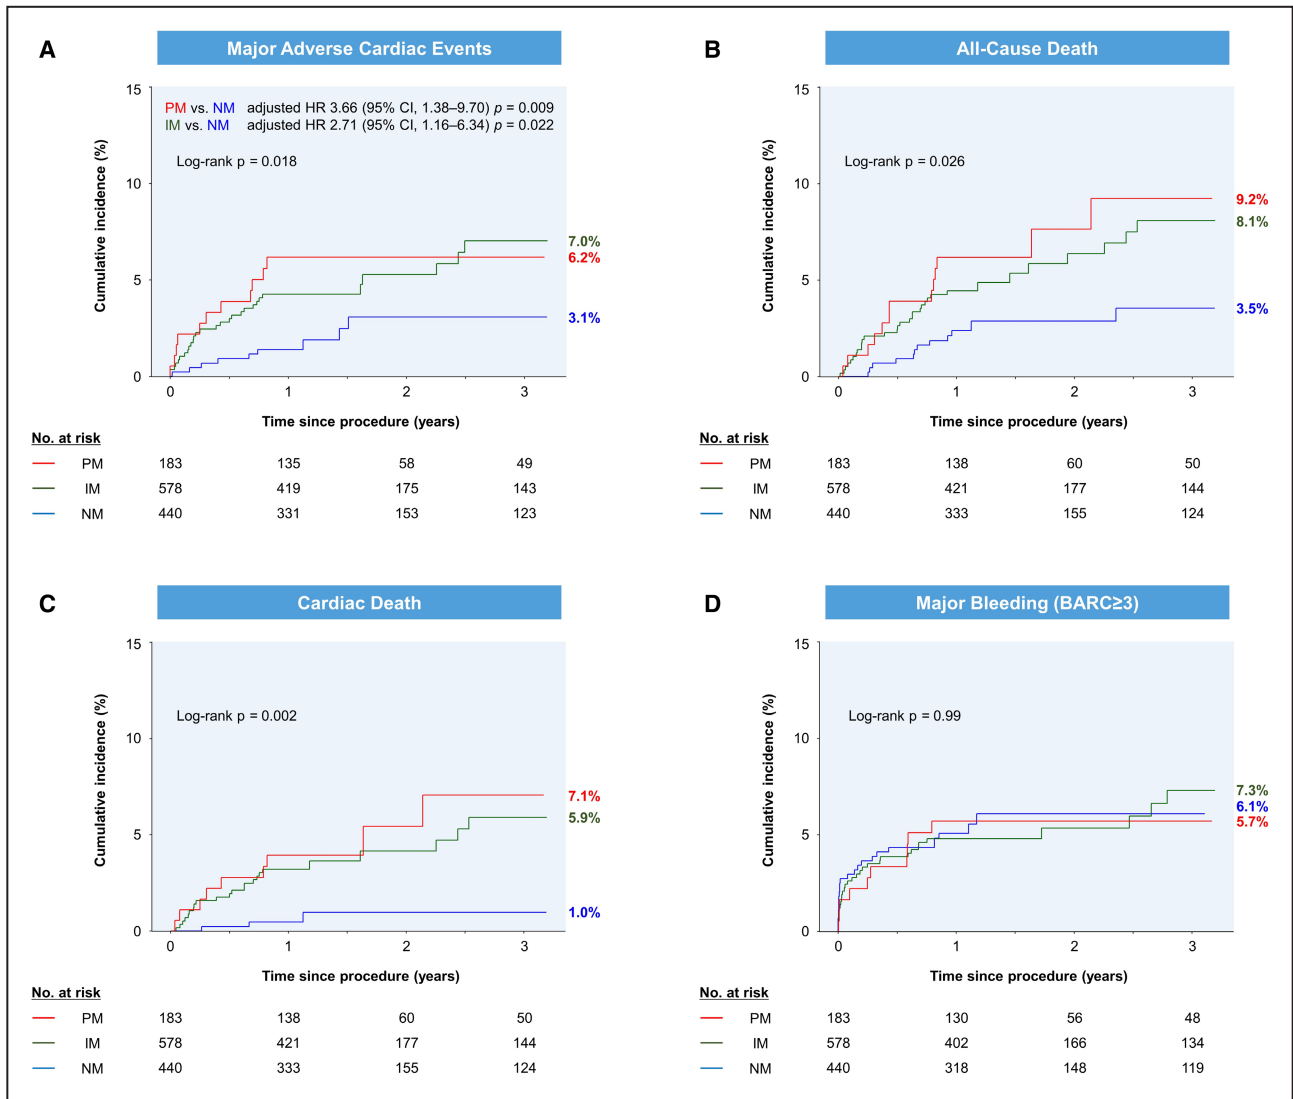 A
Major Adverse Cardiac Events
15
10
5
0
Cumulative incidence (%)
PM vs. NM adjusted HR 3.66 (95% CI, 1.38–9.70) p = 0.009
IM vs. NM adjusted HR 2.71 (95% CI, 1.16–6.34) p = 0.022
Log-rank p = 0.018
7.0%
6.2%
3.1%
0 1 2 3
Time since procedure (years)
No. at risk
PM 183 135 58 49
IM 578 419 175 143
NM 440 331 153 123
B
All-Cause Death
15
10
5
0
Cumulative incidence (%)
Log-rank p = 0.026
9.2%
8.1%
3.5%
0 1 2 3
Time since procedure (years)
No. at risk
PM 183 138 60 50
IM 578 421 177 144
NM 440 333 155 124
C
Cardiac Death
15
10
5
0
Cumulative incidence (%)
Log-rank p = 0.002
7.1%
5.9%
1.0%
0 1 2 3
Time since procedure (years)
No. at risk
PM 183 138 60 50
IM 578 421 177 144
NM 440 333 155 124
D
Major Bleeding (BARC≥3)
15
10
5
0
Cumulative incidence (%)
Log-rank p = 0.99
7.3%
6.1%
5.7%
0 1 2 3
Time since procedure (years)
No. at risk
PM 183 130 56 48
IM 578 402 166 134
NM 440 318 148 119